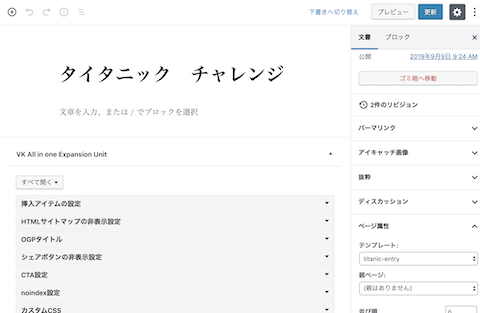 下書きへ切り替え
プレビュー
更新
タイタニック チャレンジ
文章を入力、または / でブロックを選択
VK All in one Expansion Unit
すべて開く
挿入アイテムの設定
HTMLサイトマップの非表示設定
OGPタイトル
シェアボタンの非表示設定
CTA設定
noindex設定
カスタムCSS
文書
ブロック
公開 2019年9月9日 9:24 AM
ゴミ箱へ移動
2件のリビジョン
パーマリンク
アイキャッチ画像
抜粋
ディスカッション
ページ属性
テンプレート:
titanic-entry
親ページ:
(親はありません)
並び順
0